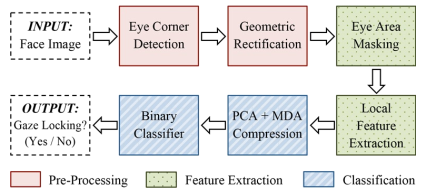 INPUT:
Face Image
Eye Corner
Detection
Geometric
Rectification
Eye Area
Masking
Local
Feature
Extraction
PCA + MDA
Compression
Binary
Classifier
OUTPUT:
Gaze Locking?
(Yes / No)
Pre-Processing
Feature Extraction
Classification